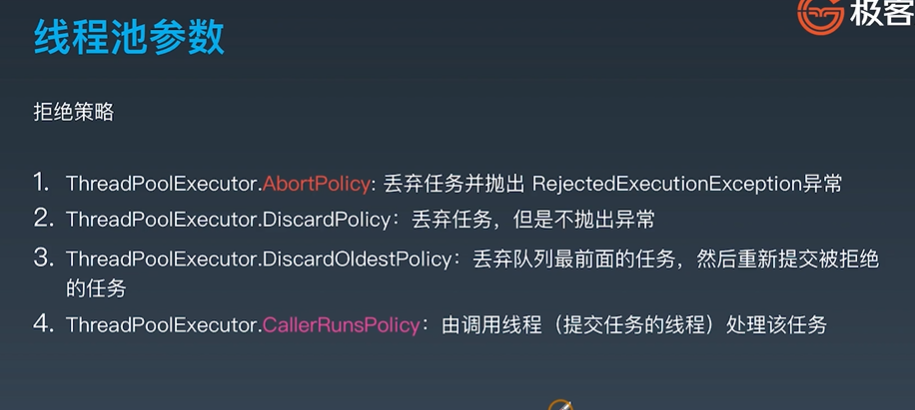 极客
线程池参数
拒绝策略
1. ThreadPoolExecutor.AbortPolicy: 丢弃任务并抛出 RejectedExecutionException异常
2. ThreadPoolExecutor.DiscardPolicy：丢弃任务，但是不抛出异常
3. ThreadPoolExecutor.DiscardOldestPolicy：丢弃队列最前面的任务，然后重新提交被拒绝
的任务
4. ThreadPoolExecutor.CallerRunsPolicy：由调用线程（提交任务的线程）处理该任务